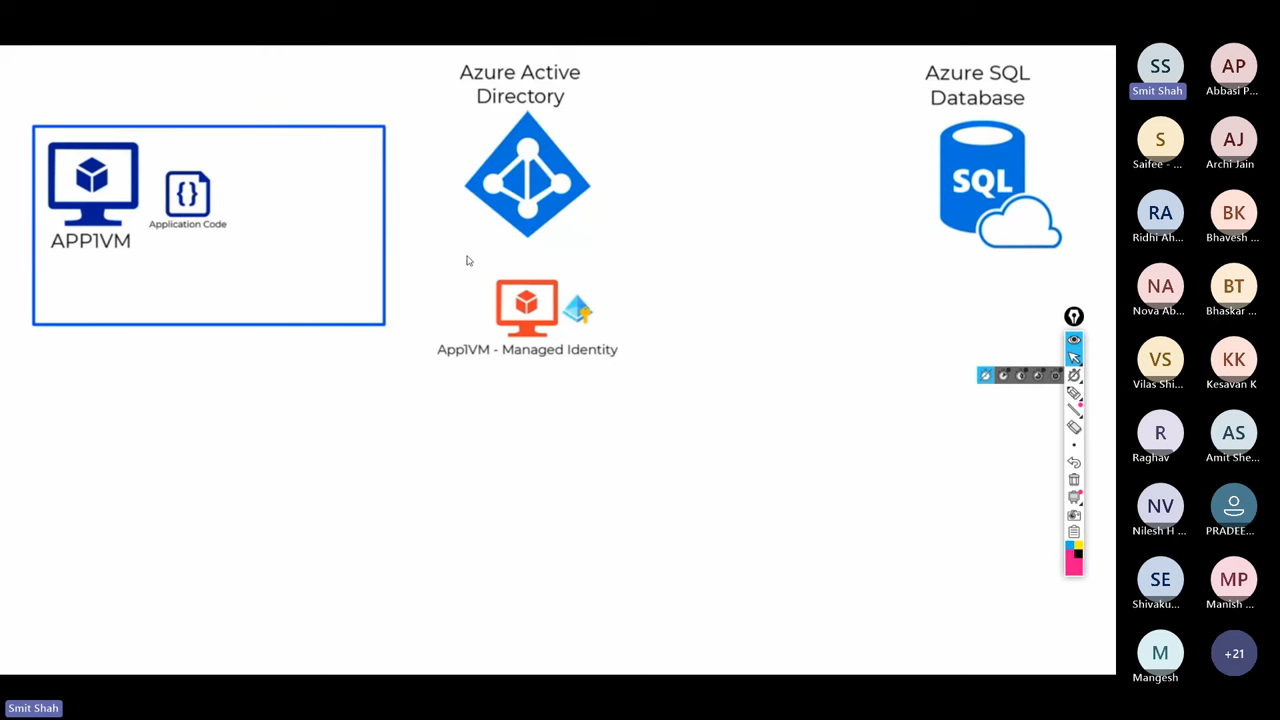 Azure Active
Directory
Azure SQL
Database
SQL
{}
Application Code
APP1VM
App1VM - Managed Identity
SS
Smit Shah
AP
Abbasi P...
S
Saifee - ...
AJ
Archi Jain
RA
Ridhi Ah...
BK
Bhavesh ...
NA
Nova Ab...
BT
Bhaskar ...
VS
Vilas Shi...
KK
Kesavan K
R
Raghav
AS
Amit She...
NV
Nilesh H ...
PRADEE...
SE
Shivaku...
MP
Manish ...
M
Mangesh
+21
Smit Shah